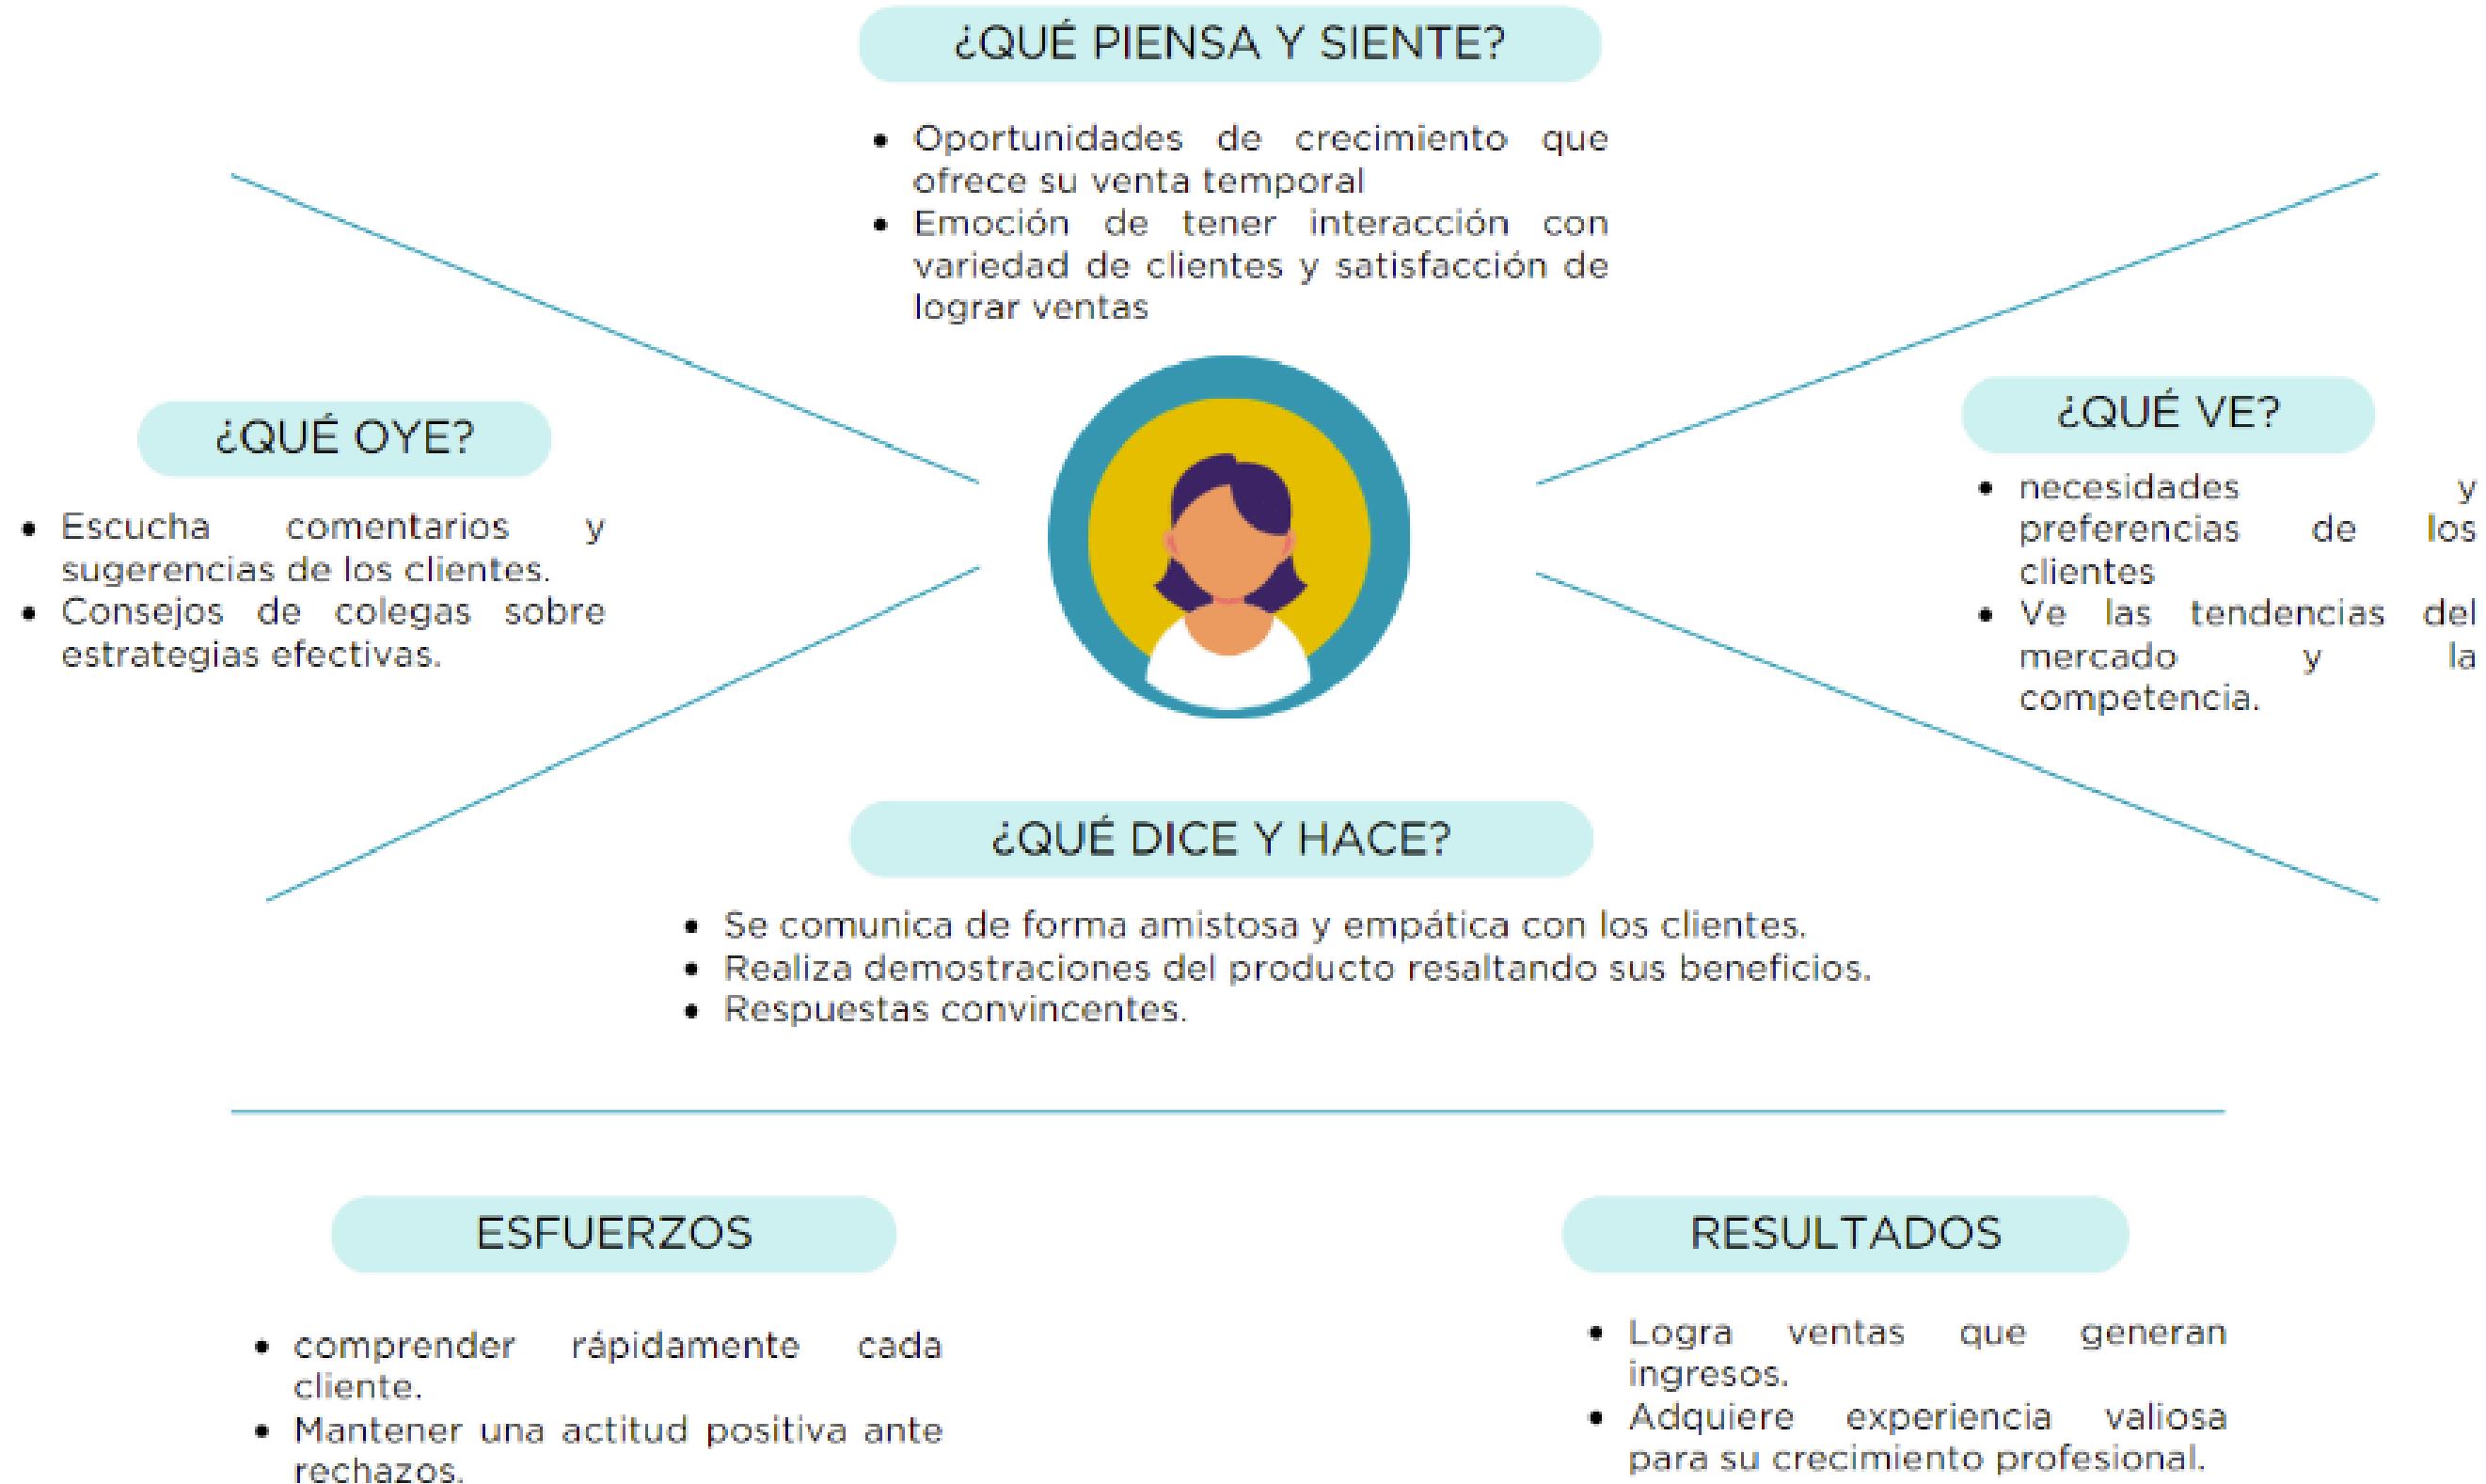 ¿QUÉ PIENSA Y SIENTE?
• Oportunidades de crecimiento que
ofrece su venta temporal
• Emoción de tener interacción con
variedad de clientes y satisfacción de
lograr ventas
¿QUÉ OYE?
• Escucha comentarios y
sugerencias de los clientes.
• Consejos de colegas sobre
estrategias efectivas.
¿QUÉ VE?
• necesidades y
preferencias de los
clientes
• Ve las tendencias del
mercado y la
competencia.
¿QUÉ DICE Y HACE?
• Se comunica de forma amistosa y empática con los clientes.
• Realiza demostraciones del producto resaltando sus beneficios.
• Respuestas convincentes.
ESFUERZOS
• comprender rápidamente cada
cliente.
• Mantener una actitud positiva ante
rechazos.
RESULTADOS
• Logra ventas que generan
ingresos.
• Adquiere experiencia valiosa
para su crecimiento profesional.